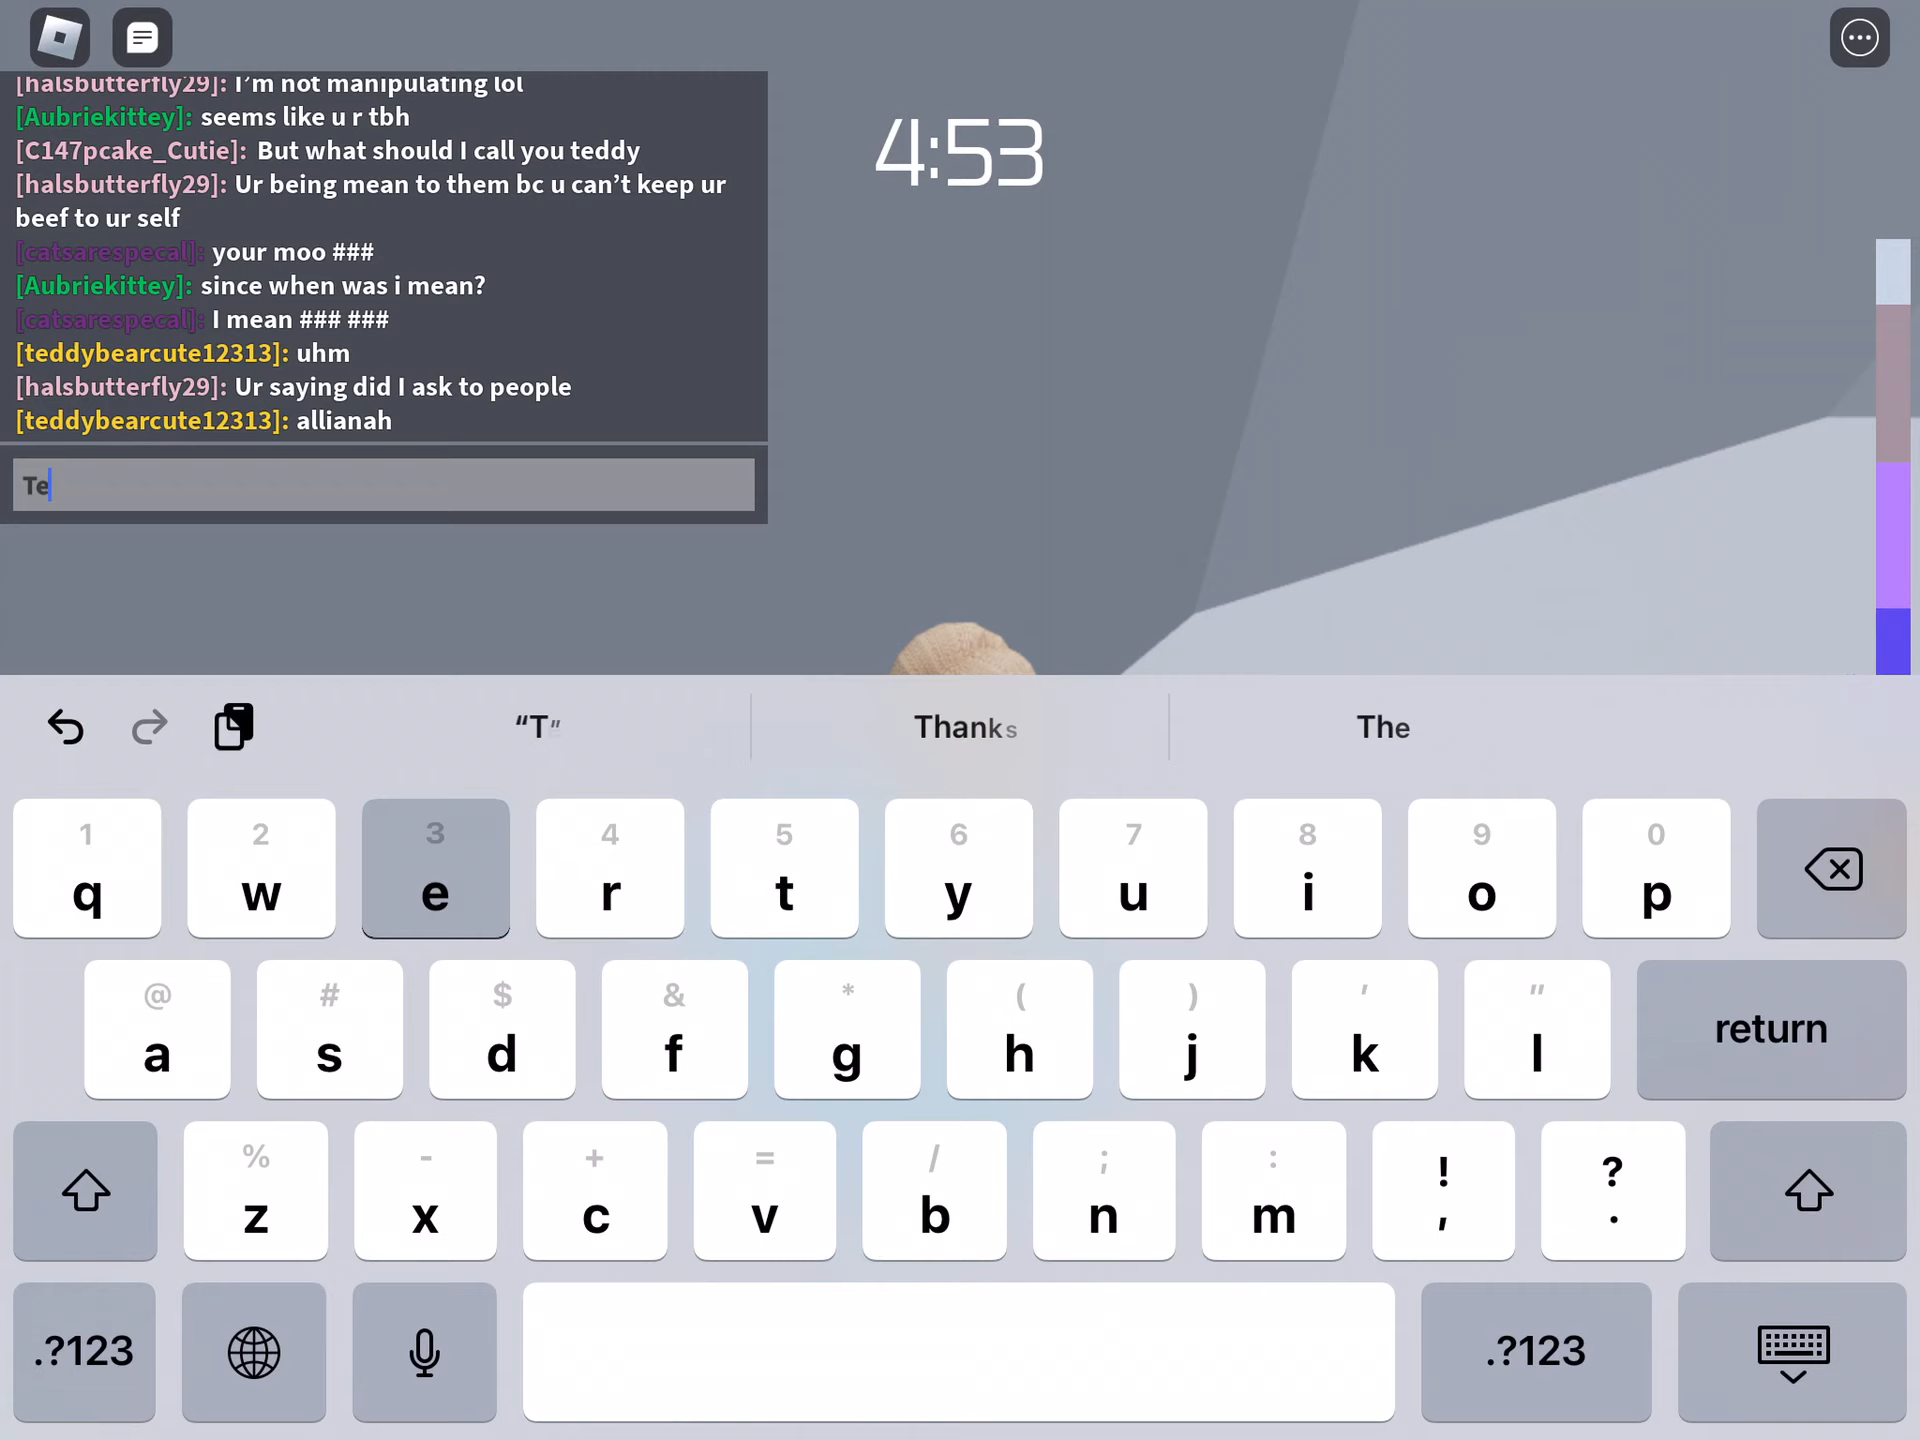 [halsbutterfly29]: I'm not manipulating lol
[Aubriekittey]: seems like u r tbh
[C147pcake_Cutie]: But what should I call you teddy
[halsbutterfly29]: Ur being mean to them bc u can't keep ur
beef to ur self
[catsarespecal]: your moo ###
[Aubriekittey]: since when was i mean?
[catsarespecal]: I mean ### ###
[teddybearcute12313]: uhm
[halsbutterfly29]: Ur saying did I ask to people
[teddybearcute12313]: allianah
Te
4:53
“T” Thanks The
1 2 3 4 5 6 7 8 9 0
q w e r t y u i o p
@ # $ & * ( ) ' "
a s d f g h j k l return
% - + = / ; : ! ?
z x c v b n m , .
.?123 .?123